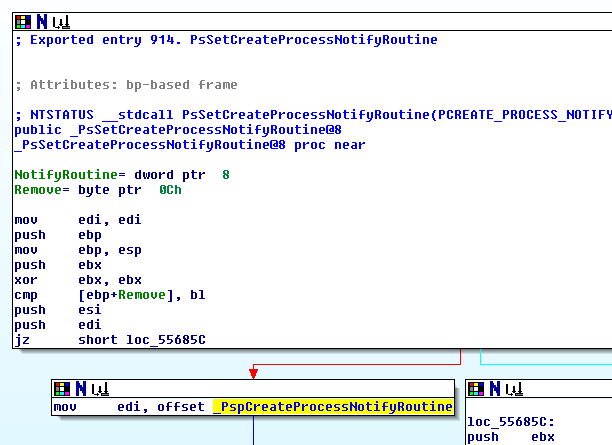 ; Exported entry 914. PsSetCreateProcessNotifyRoutine
; Attributes: bp-based frame
; NTSTATUS __stdcall PsSetCreateProcessNotifyRoutine(PCREATE_PROCESS_NOTIFY
public _PsSetCreateProcessNotifyRoutine@8
_PsSetCreateProcessNotifyRoutine@8 proc near
NotifyRoutine= dword ptr  8
Remove= byte ptr  0Ch
mov     edi, edi
push    ebp
mov     ebp, esp
push    ebx
xor     ebx, ebx
cmp     [ebp+Remove], bl
push    esi
push    edi
jz      short loc_55685C
mov     edi, offset _PspCreateProcessNotifyRoutine
loc_55685C:
push    ebx